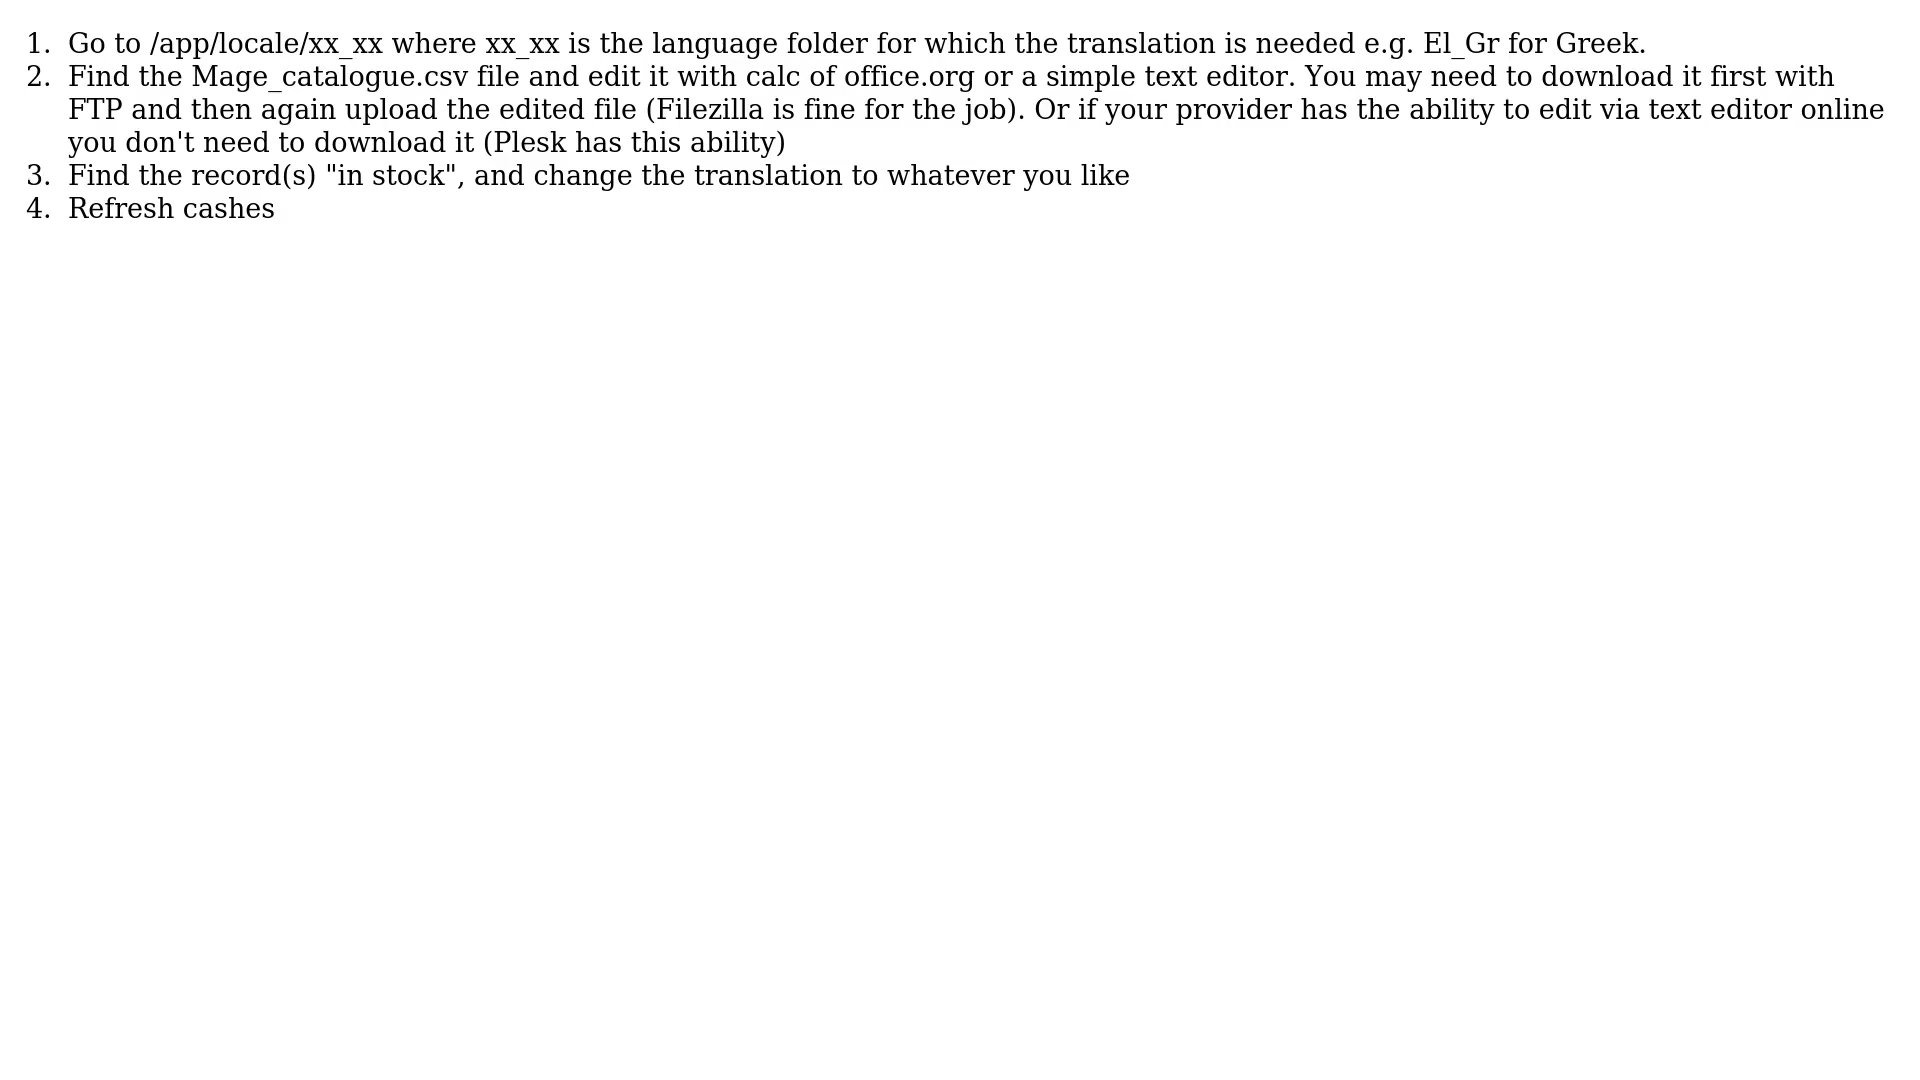 1. Go to /app/locale/xx_xx where xx_xx is the language folder for which the translation is needed e.g. El_Gr for Greek.
2. Find the Mage_catalogue.csv file and edit it with calc of office.org or a simple text editor. You may need to download it first with
FTP and then again upload the edited file (Filezilla is fine for the job). Or if your provider has the ability to edit via text editor online
you don't need to download it (Plesk has this ability)
3. Find the record(s) "in stock", and change the translation to whatever you like
4. Refresh cashes